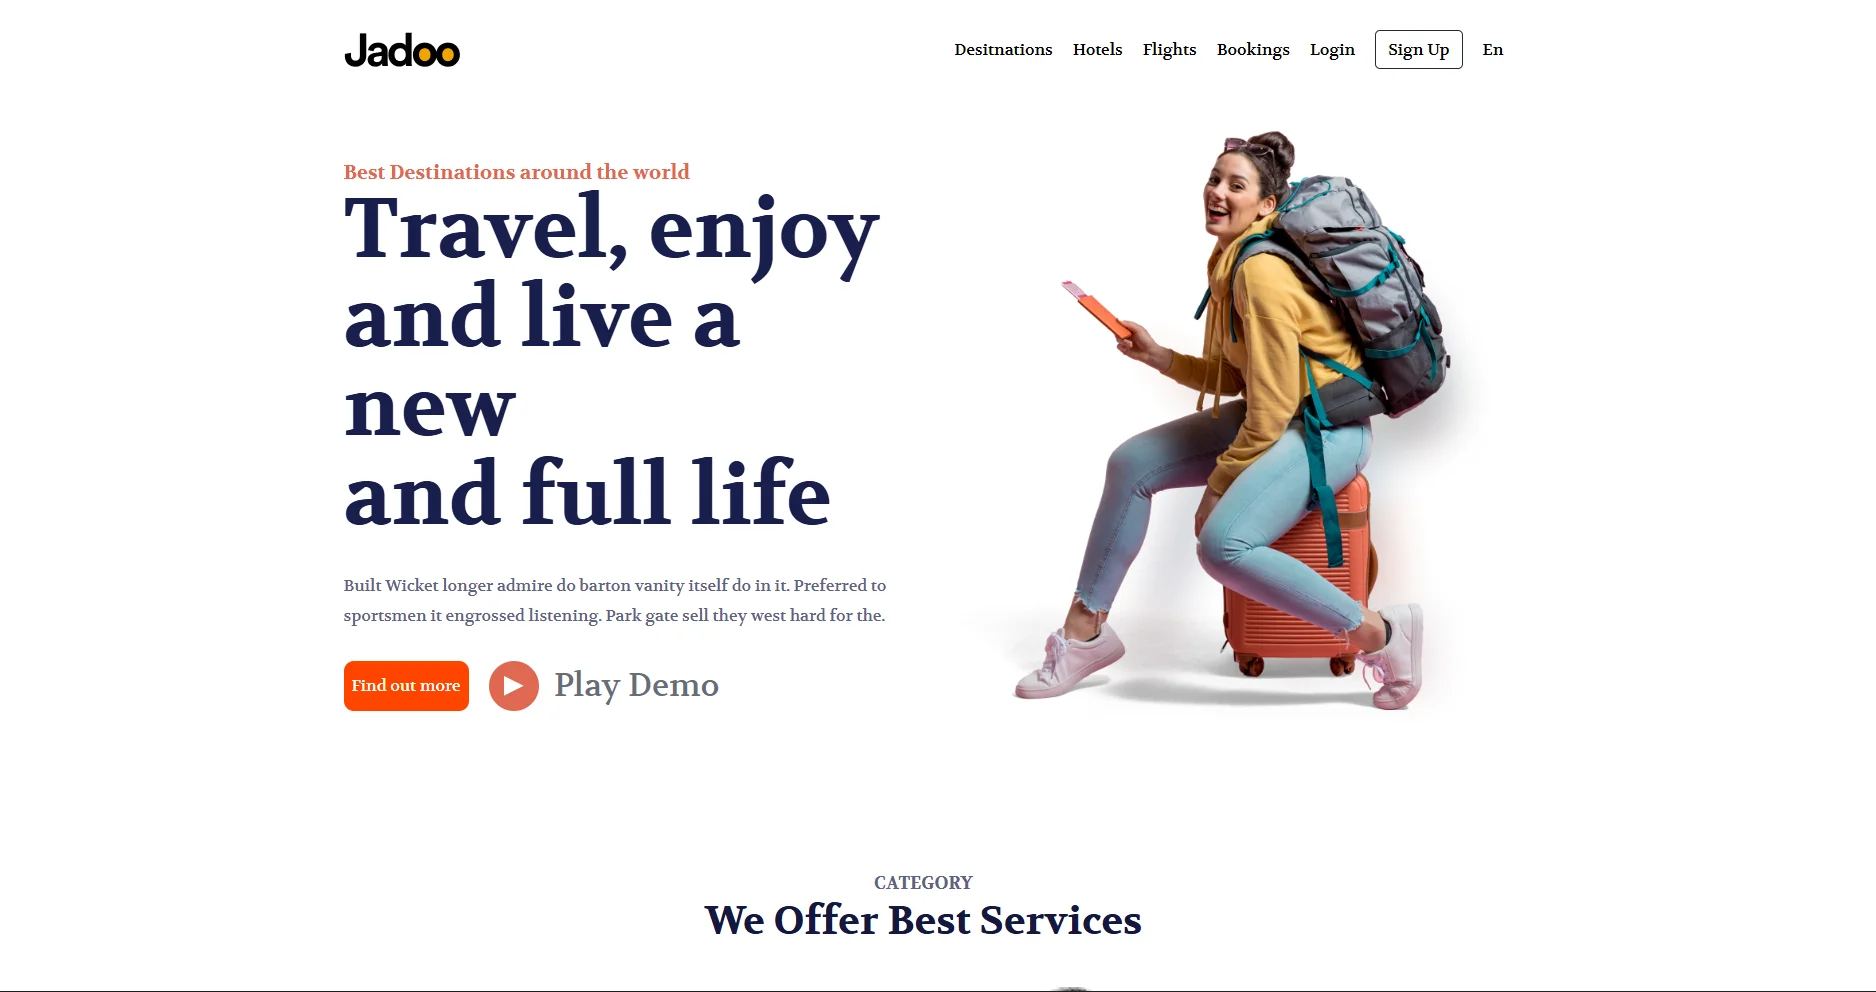 Jadoo
Desitnations Hotels Flights Bookings Login Sign Up En
Best Destinations around the world
Travel, enjoy
and live a
new
and full life
Built Wicket longer admire do barton vanity itself do in it. Preferred to
sportsmen it engrossed listening. Park gate sell they west hard for the.
Find out more Play Demo
CATEGORY
We Offer Best Services